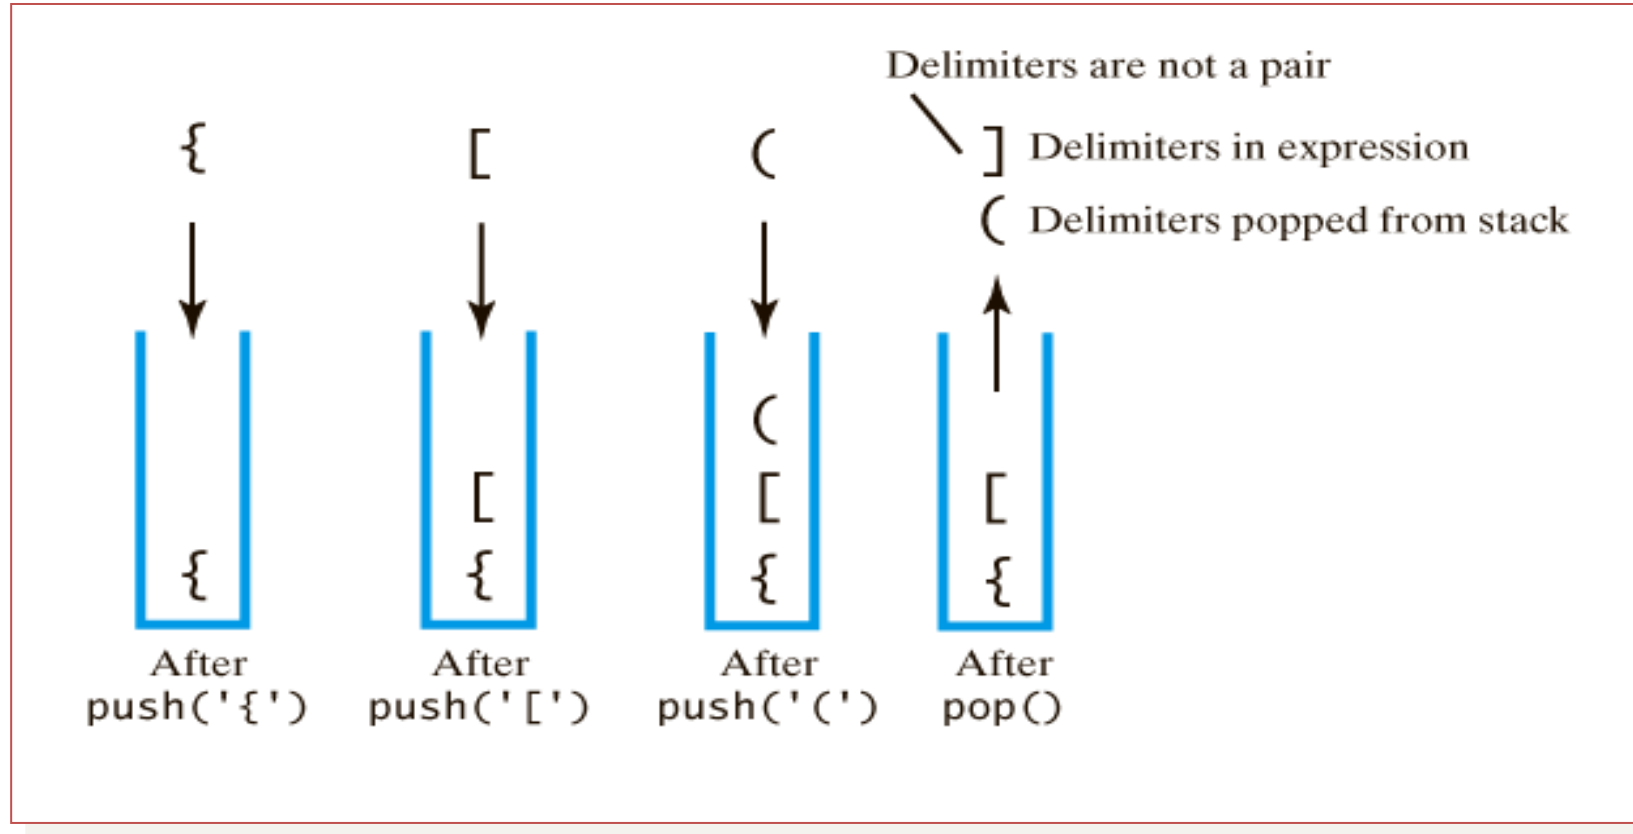 Delimiters are not a pair
{ [ ( ] Delimiters in expression
( Delimiters popped from stack
(
[ [ [
{ { { {
After After After After
push('{') push('[') push('(') pop()